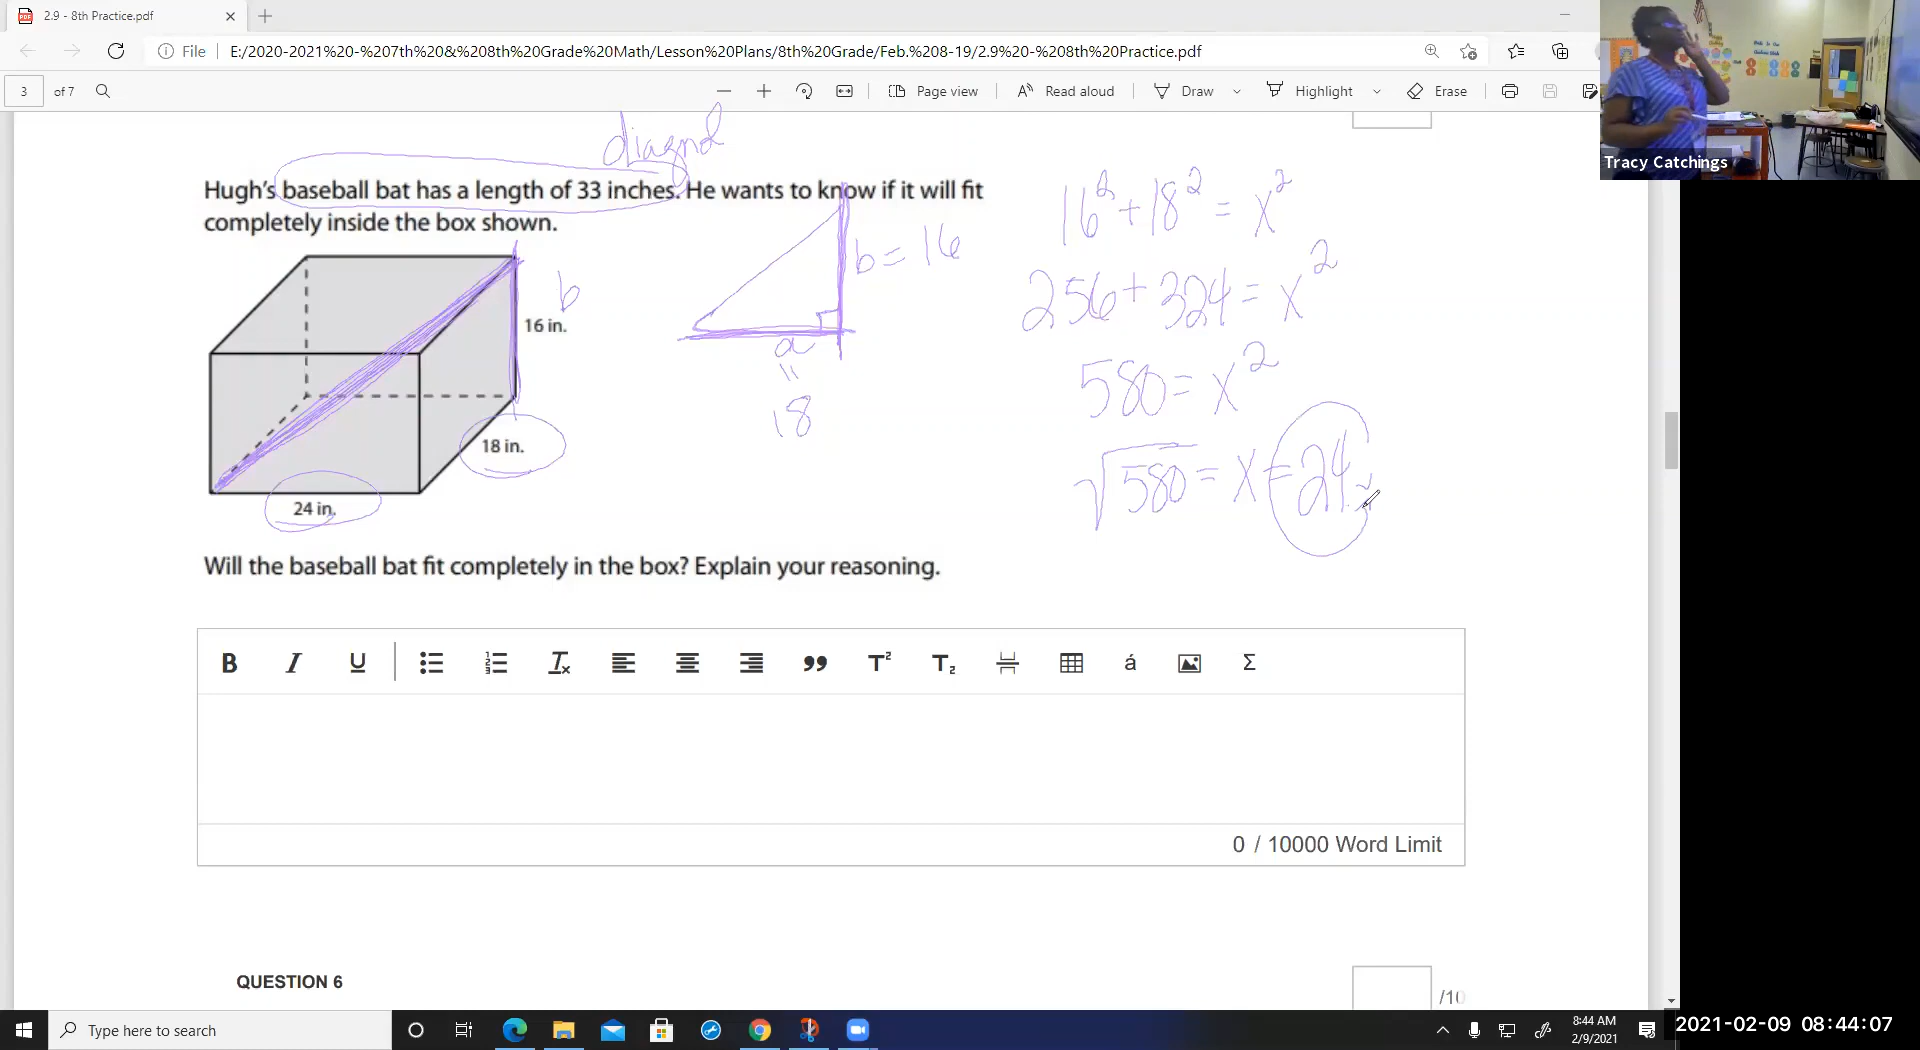 2.9 - 8th Practice.pdf
File E:/2020-2021%20-%207th%20&%208th%20Grade%20Math/Lesson%20Plans/8th%20Grade/Feb.%208-19/2.9%20-%208th%20Practice.pdf
3 of 7 Page view Read aloud Draw Highlight Erase
Tracy Catchings
Hugh's baseball bat has a length of 33 inches. He wants to know if it will fit
completely inside the box shown.
b
16 in.
18 in.
24 in.
b = 16
a
=
18
16² + 18² = x²
256 + 324 = x²
580 = x²
√580 = x = 24.
Will the baseball bat fit completely in the box? Explain your reasoning.
B I U Tx T² T₂ á Σ
0 / 10000 Word Limit
QUESTION 6
/10
Type here to search
8:44 AM
2/9/2021
2021-02-09 08:44:07